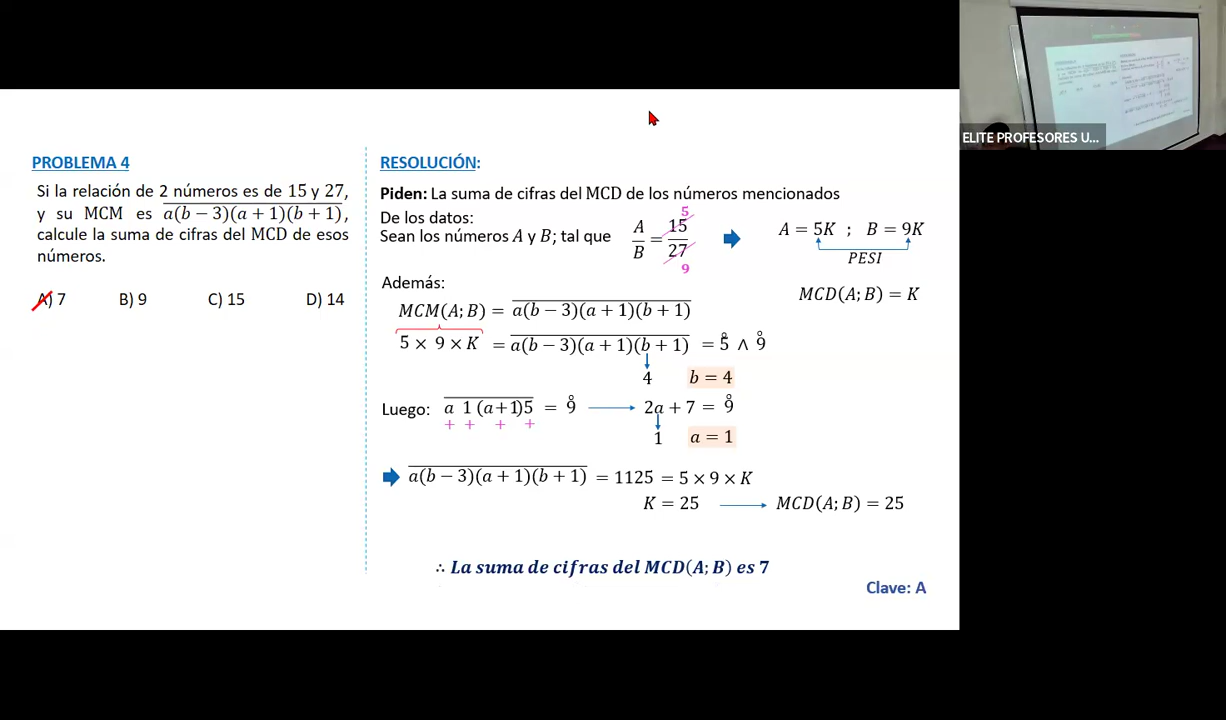 PROBLEMA 4
Si la relación de 2 números es de 15 y 27,
y su MCM es a(b − 3)(a + 1)(b + 1),
calcule la suma de cifras del MCD de esos
números.
A) 7 B) 9 C) 15 D) 14
RESOLUCIÓN:
Piden: La suma de cifras del MCD de los números mencionados
De los datos:
Sean los números A y B; tal que A/B = 15/27
5
9
A = 5K ; B = 9K
PESI
MCD(A; B) = K
Además:
MCM(A; B) = a(b − 3)(a + 1)(b + 1)
5 × 9 × K = a(b − 3)(a + 1)(b + 1) = 5̊ ∧ 9̊
4 b = 4
Luego: a 1 (a+1)5 = 9̊ 2a + 7 = 9̊
+ + + +
1 a = 1
a(b − 3)(a + 1)(b + 1) = 1125 = 5 × 9 × K
K = 25 MCD(A; B) = 25
∴ La suma de cifras del MCD(A; B) es 7
Clave: A
ELITE PROFESORES U...